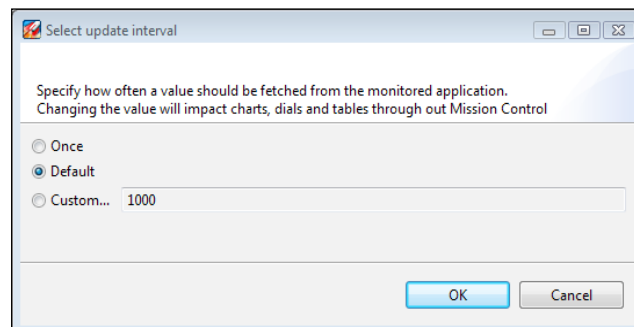 Select update interval
Specify how often a value should be fetched from the monitored application.
Changing the value will impact charts, dials and tables through out Mission Control
Once
Default
Custom... 1000
OK Cancel